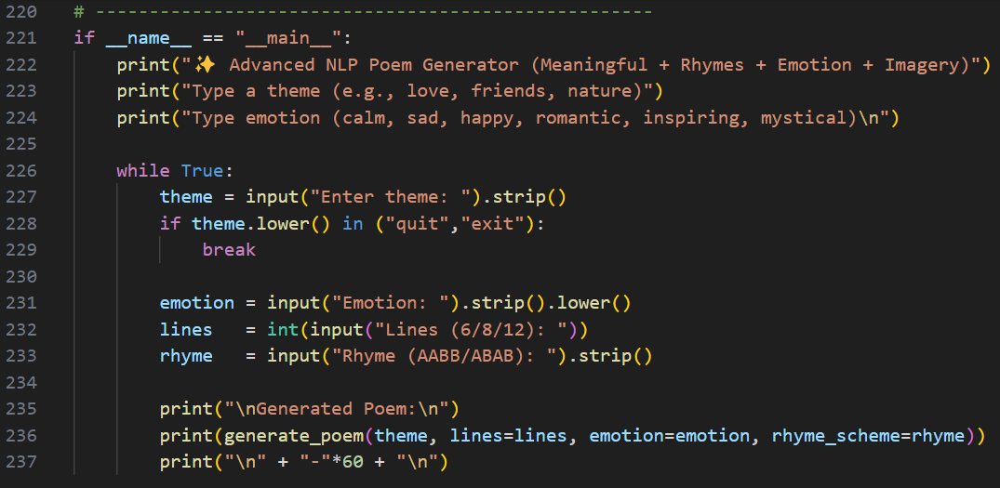 220 # ----------------------------------------------------
221 if __name__ == "__main__":
222     print("✨ Advanced NLP Poem Generator (Meaningful + Rhymes + Emotion + Imagery)")
223     print("Type a theme (e.g., love, friends, nature)")
224     print("Type emotion (calm, sad, happy, romantic, inspiring, mystical)\n")
225
226     while True:
227         theme = input("Enter theme: ").strip()
228         if theme.lower() in ("quit","exit"):
229             break
230
231         emotion = input("Emotion: ").strip().lower()
232         lines   = int(input("Lines (6/8/12): "))
233         rhyme   = input("Rhyme (AABB/ABAB): ").strip()
234
235         print("\nGenerated Poem:\n")
236         print(generate_poem(theme, lines=lines, emotion=emotion, rhyme_scheme=rhyme))
237         print("\n" + "-"*60 + "\n")